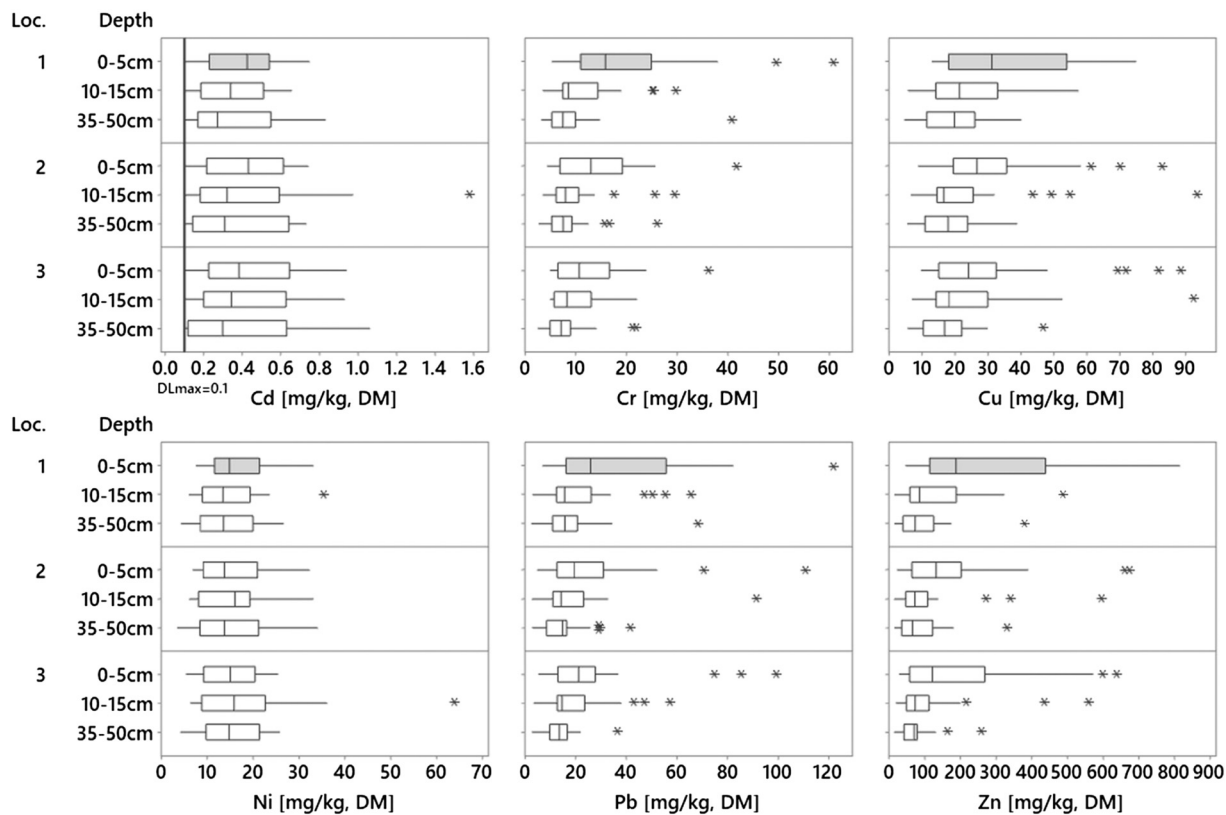 Loc. Depth
1 0-5cm
10-15cm
35-50cm
2 0-5cm
10-15cm
35-50cm
3 0-5cm
10-15cm
35-50cm
0.0 0.2 0.4 0.6 0.8 1.0 1.2 1.4 1.6 0 10 20 30 40 50 60 0 10 20 30 40 50 60 70 80 90
DLmax=0.1
Cd [mg/kg, DM] Cr [mg/kg, DM] Cu [mg/kg, DM]
Loc. Depth
1 0-5cm
10-15cm
35-50cm
2 0-5cm
10-15cm
35-50cm
3 0-5cm
10-15cm
35-50cm
0 10 20 30 40 50 60 70 0 20 40 60 80 100 120 0 100 200 300 400 500 600 700 800 900
Ni [mg/kg, DM] Pb [mg/kg, DM] Zn [mg/kg, DM]